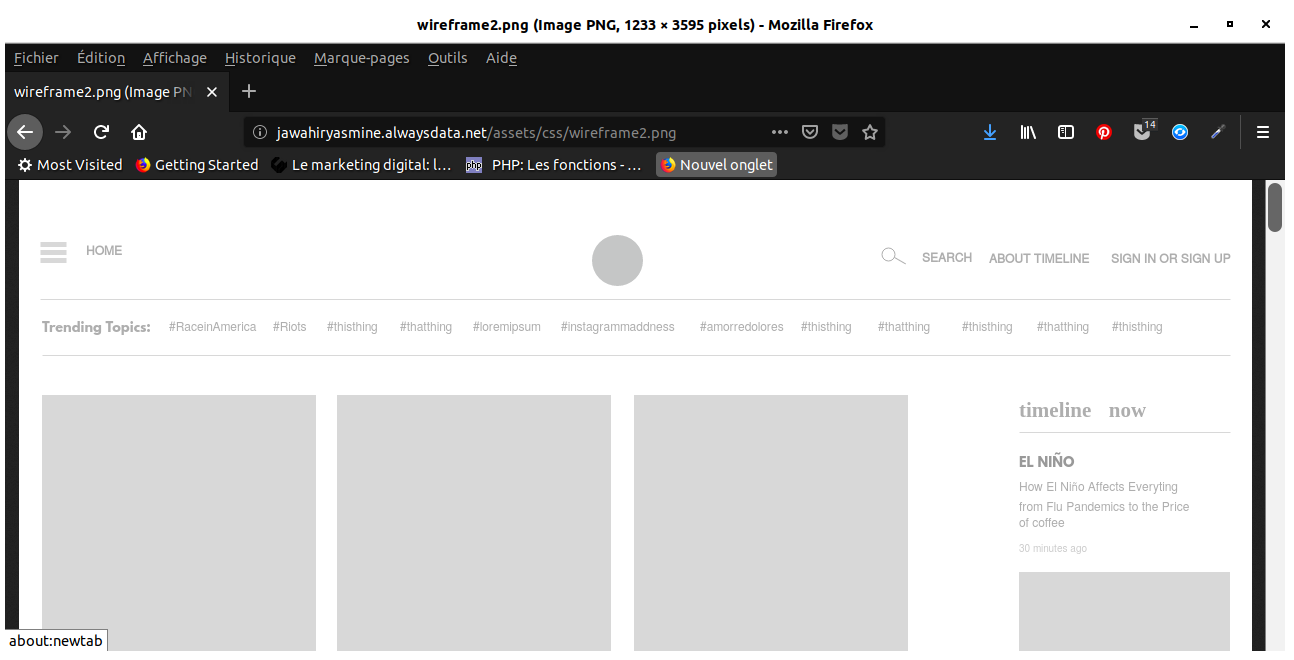 wireframe2.png (Image PNG, 1233 × 3595 pixels) - Mozilla Firefox
Fichier Édition Affichage Historique Marque-pages Outils Aide
wireframe2.png (Image PN
jawahiryasmine.alwaysdata.net/assets/css/wireframe2.png
14
Most Visited Getting Started Le marketing digital: l… php PHP: Les fonctions - … Nouvel onglet
HOME SEARCH ABOUT TIMELINE SIGN IN OR SIGN UP
Trending Topics: #RaceinAmerica #Riots #thisthing #thatthing #loremipsum #instagrammaddness #amorredolores #thisthing #thatthing #thisthing #thatthing #thisthing
timeline now
EL NIÑO
How El Niño Affects Everyting
from Flu Pandemics to the Price
of coffee
30 minutes ago
about:newtab